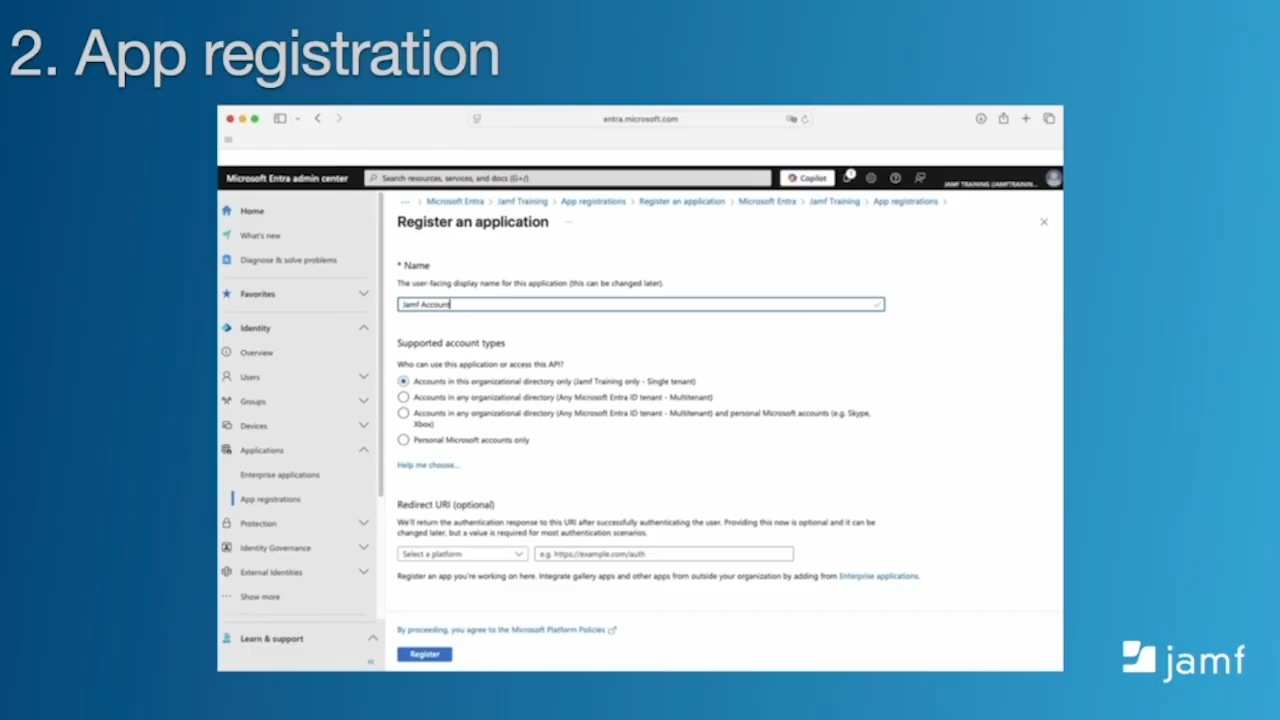 2. App registration
entra.microsoft.com
Microsoft Entra admin center
Search resources, services, and docs (G+/)
Copilot
1
JAMF TRAINING (JAMFTRAININ...
Home
What's new
Diagnose & solve problems
Favorites
Identity
Overview
Users
Groups
Devices
Applications
Enterprise applications
App registrations
Protection
Identity Governance
External Identities
Show more
Learn & support
... > Microsoft Entra > Jamf Training > App registrations > Register an application > Microsoft Entra > Jamf Training > App registrations >
Register an application ...
* Name
The user-facing display name for this application (this can be changed later).
Jamf Account
Supported account types
Who can use this application or access this API?
Accounts in this organizational directory only (Jamf Training only - Single tenant)
Accounts in any organizational directory (Any Microsoft Entra ID tenant - Multitenant)
Accounts in any organizational directory (Any Microsoft Entra ID tenant - Multitenant) and personal Microsoft accounts (e.g. Skype,
Xbox)
Personal Microsoft accounts only
Help me choose...
Redirect URI (optional)
We'll return the authentication response to this URI after successfully authenticating the user. Providing this now is optional and it can be
changed later, but a value is required for most authentication scenarios.
Select a platform
e.g. https://example.com/auth
Register an app you're working on here. Integrate gallery apps and other apps from outside your organization by adding from Enterprise applications.
By proceeding, you agree to the Microsoft Platform Policies
Register
jamf